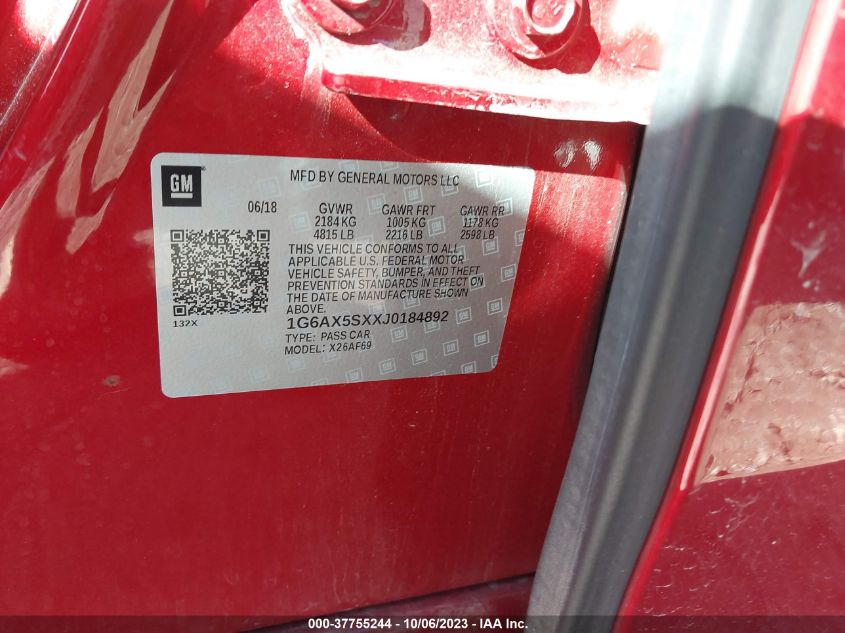 GM
MFD BY GENERAL MOTORS LLC
06/18 GVWR GAWR FRT GAWR RR
2184 KG 1005 KG 1178 KG
4815 LB 2216 LB 2598 LB
THIS VEHICLE CONFORMS TO ALL
APPLICABLE U.S. FEDERAL MOTOR
VEHICLE SAFETY, BUMPER, AND THEFT
PREVENTION STANDARDS IN EFFECT ON
THE DATE OF MANUFACTURE SHOWN
ABOVE.
132X
1G6AX5SXXJ0184892
TYPE: PASS CAR
MODEL: X26AF69
000-37755244 - 10/06/2023 - IAA Inc.